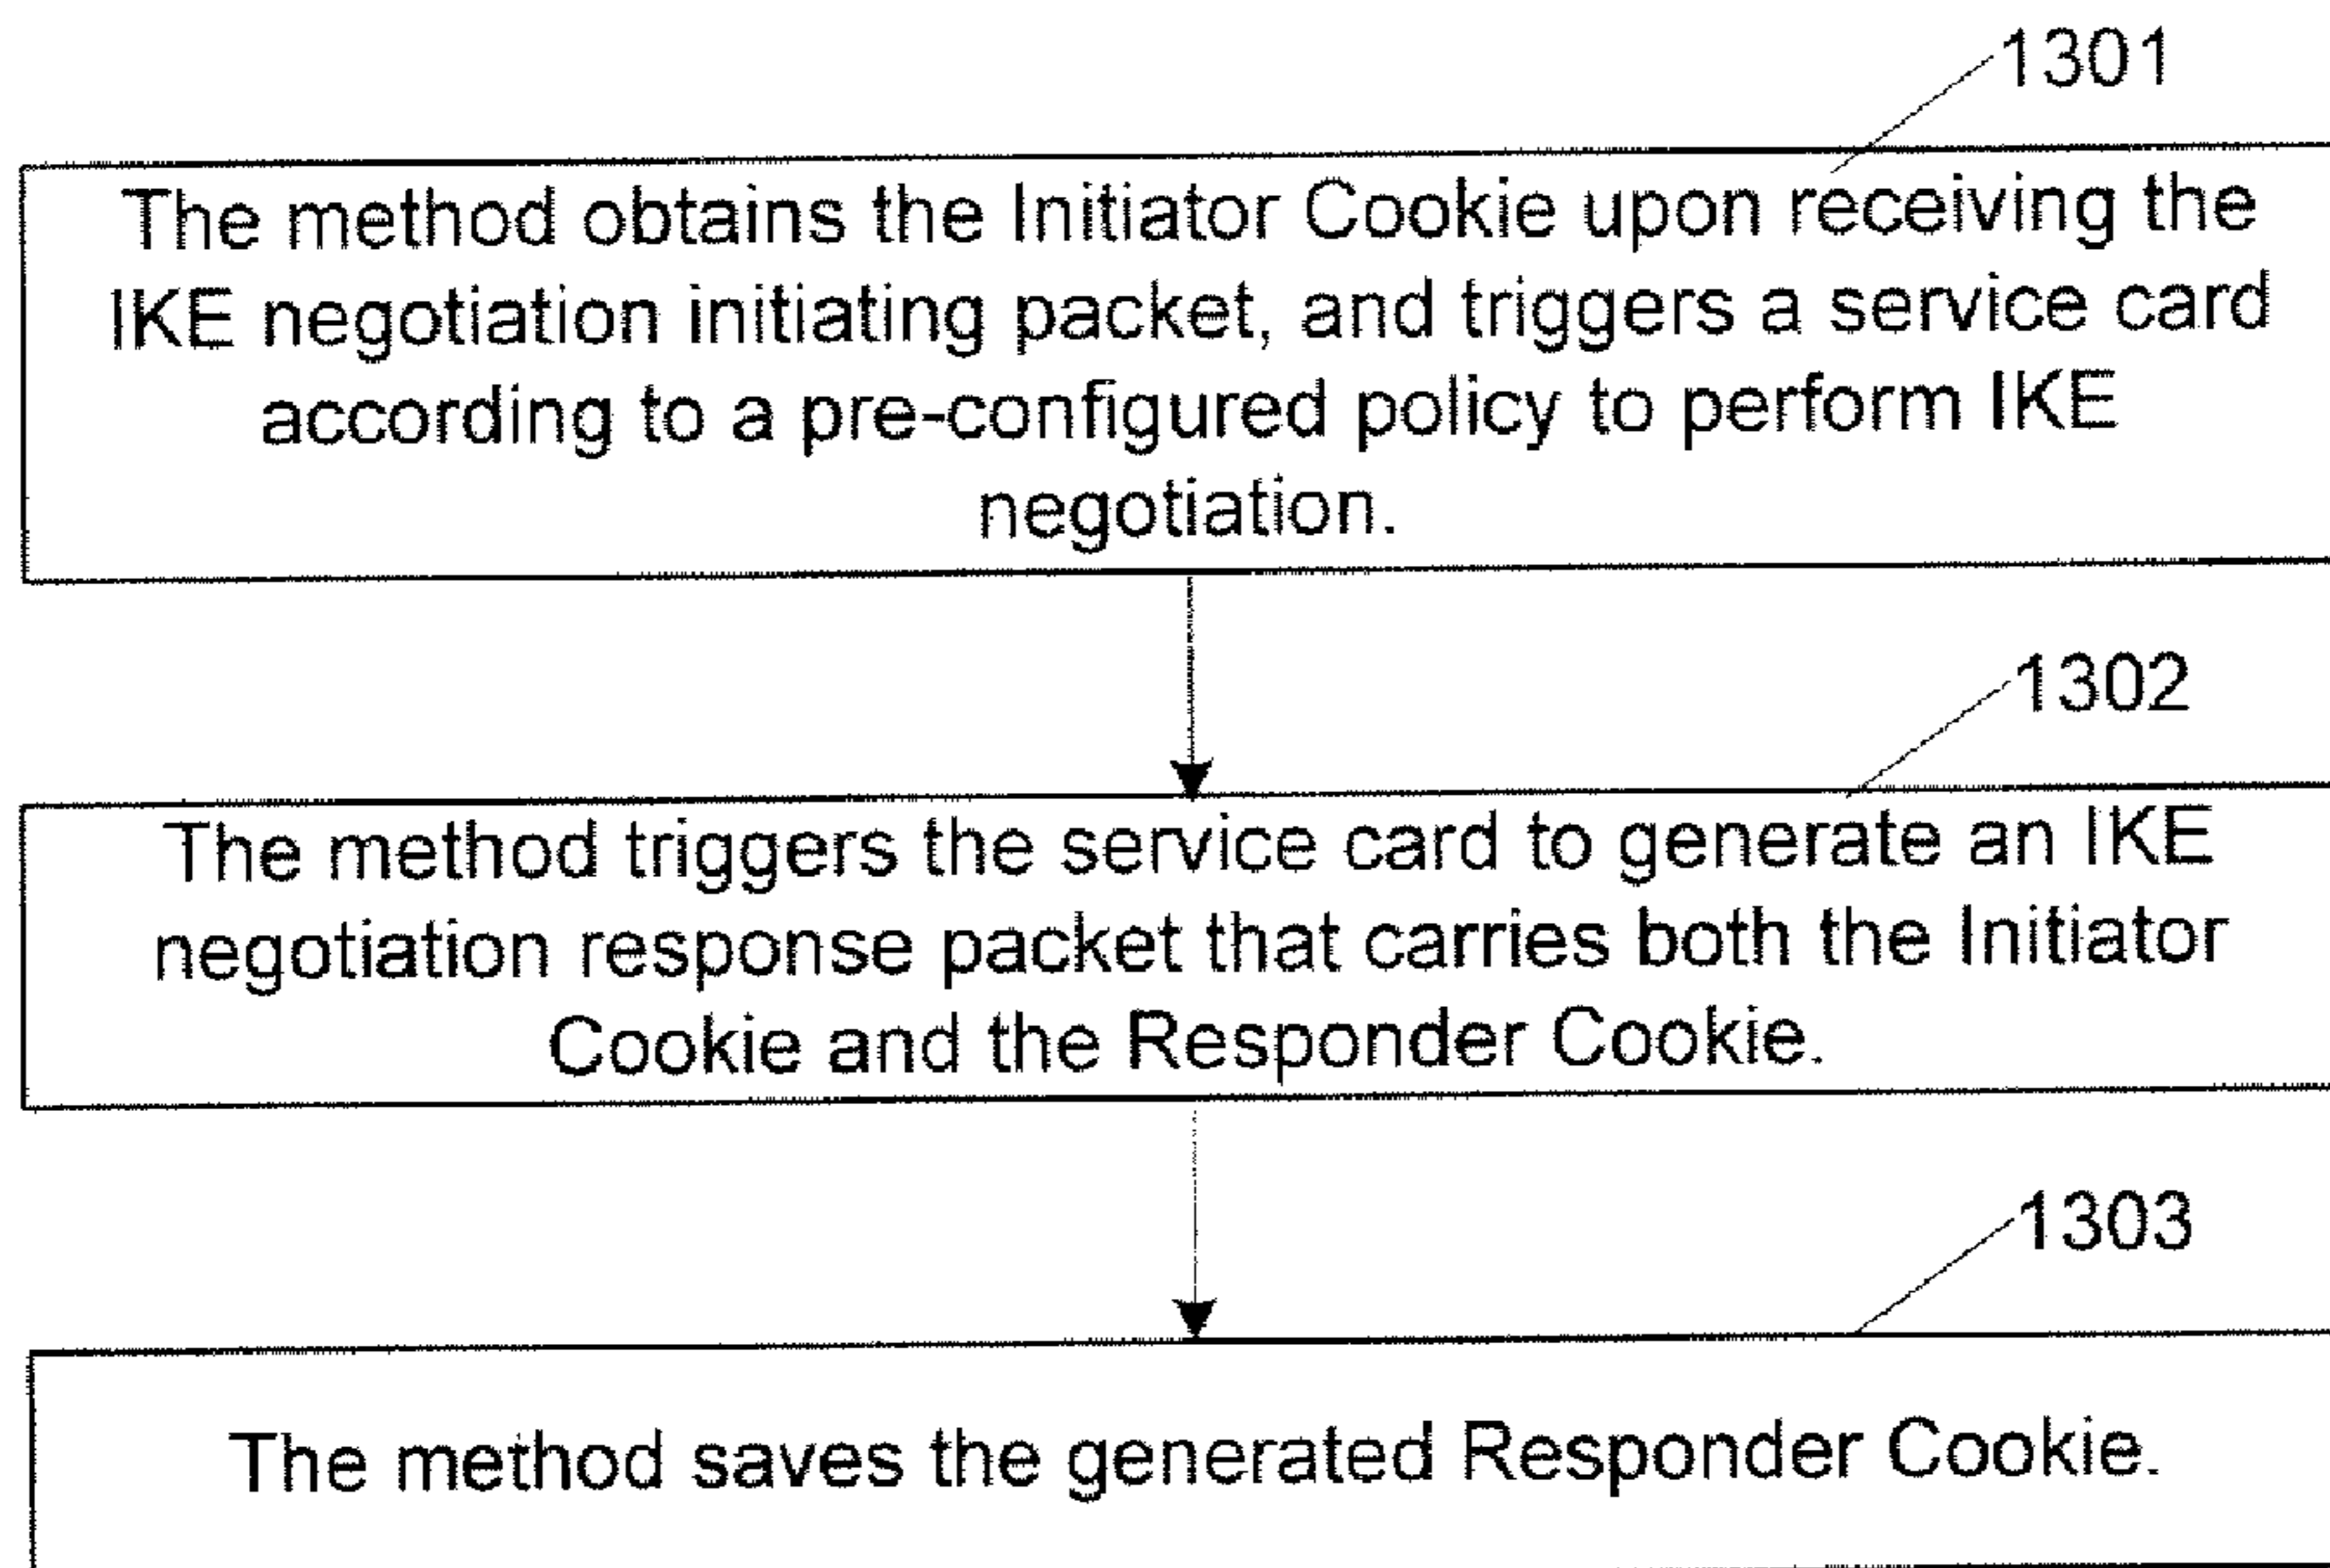 1301
The method obtains the Initiator Cookie upon receiving the
IKE negotiation initiating packet, and triggers a service card
according to a pre-configured policy to perform IKE
negotiation.
1302
The method triggers the service card to generate an IKE
negotiation response packet that carries both the Initiator
Cookie and the Responder Cookie.
1303
The method saves the generated Responder Cookie.